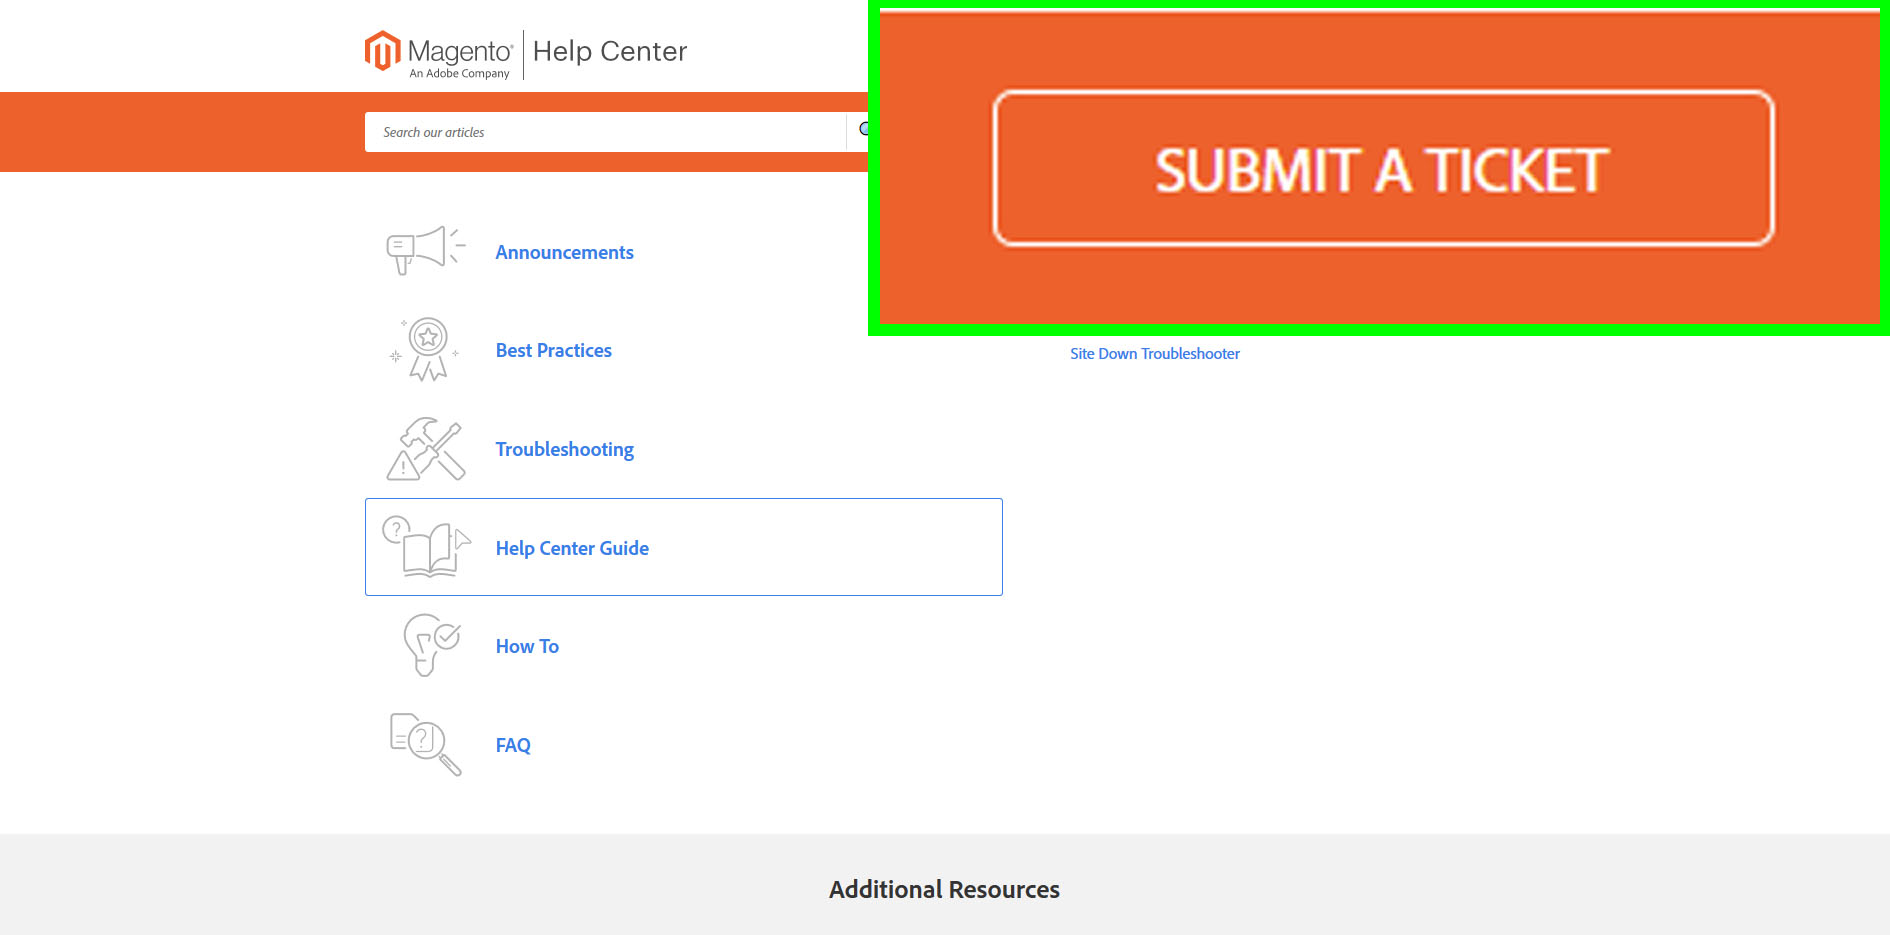 Magento
An Adobe Company
Help Center
Search our articles
SUBMIT A TICKET
Announcements
Best Practices
Site Down Troubleshooter
Troubleshooting
Help Center Guide
How To
FAQ
Additional Resources